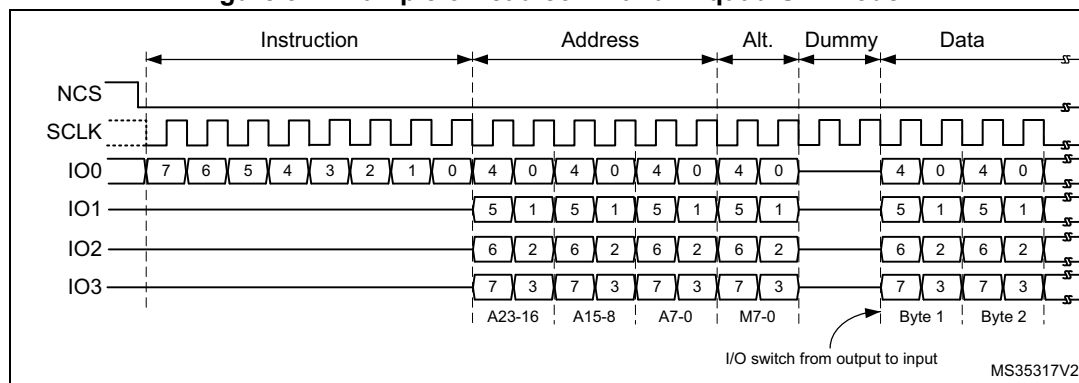 Instruction Address Alt. Dummy Data
NCS
SCLK
IO0 7 6 5 4 3 2 1 0 4 0 4 0 4 0 4 0 4 0 4 0
IO1 5 1 5 1 5 1 5 1 5 1 5 1
IO2 6 2 6 2 6 2 6 2 6 2 6 2
IO3 7 3 7 3 7 3 7 3 7 3 7 3
A23-16 A15-8 A7-0 M7-0 Byte 1 Byte 2
I/O switch from output to input
MS35317V2